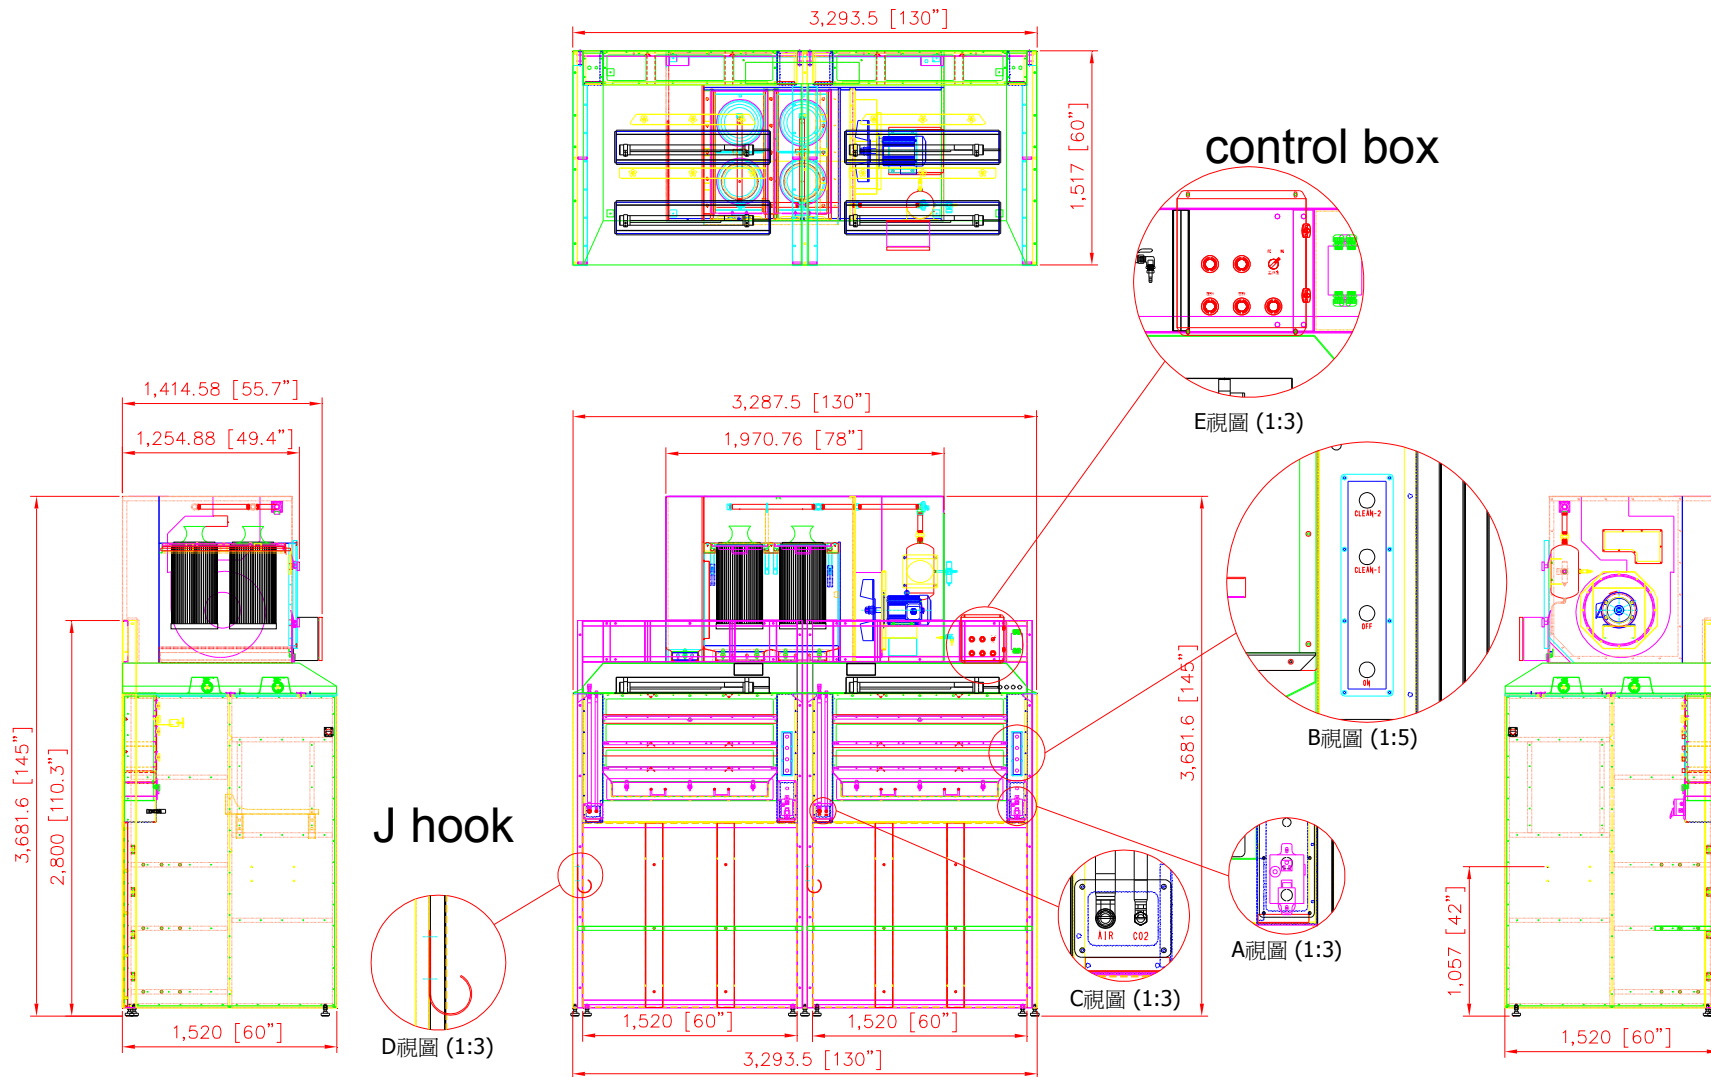 3,293.5 [130”]
1,517 [60”]
control box
E視圖 (1:3)
1,414.58 [55.7”]
1,254.88 [49.4”]
3,681.6 [145”]
2,800 [110.3”]
1,520 [60”]
J hook
D視圖 (1:3)
3,287.5 [130”]
1,970.76 [78”]
3,681.6 [145”]
1,520 [60”]
1,520 [60”]
3,293.5 [130”]
CLEAN-2
CLEAN-1
OFF
ON
B視圖 (1:5)
AIR CO2
C視圖 (1:3)
A視圖 (1:3)
1,057 [42”]
1,520 [60”]